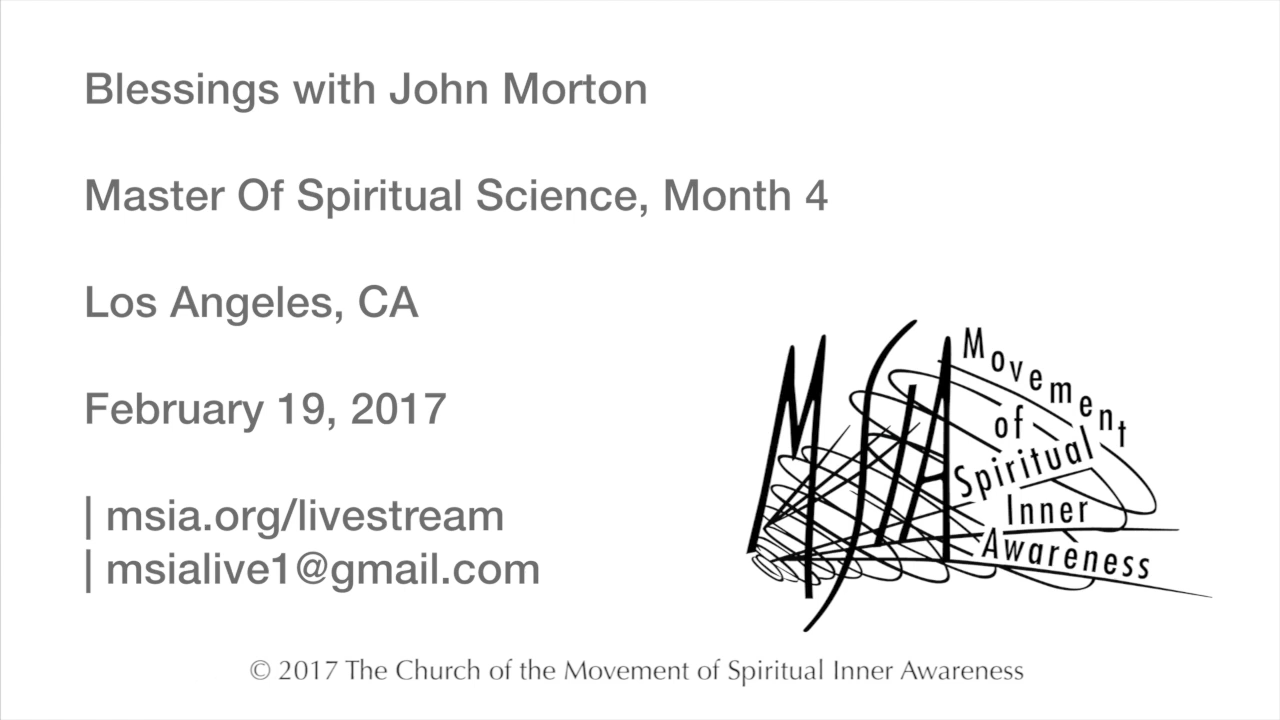 Blessings with John Morton
Master Of Spiritual Science, Month 4
Los Angeles, CA
February 19, 2017
| msia.org/livestream
| msialive1@gmail.com
MSIA
Movement
of
Spiritual
Inner
Awareness
© 2017 The Church of the Movement of Spiritual Inner Awareness